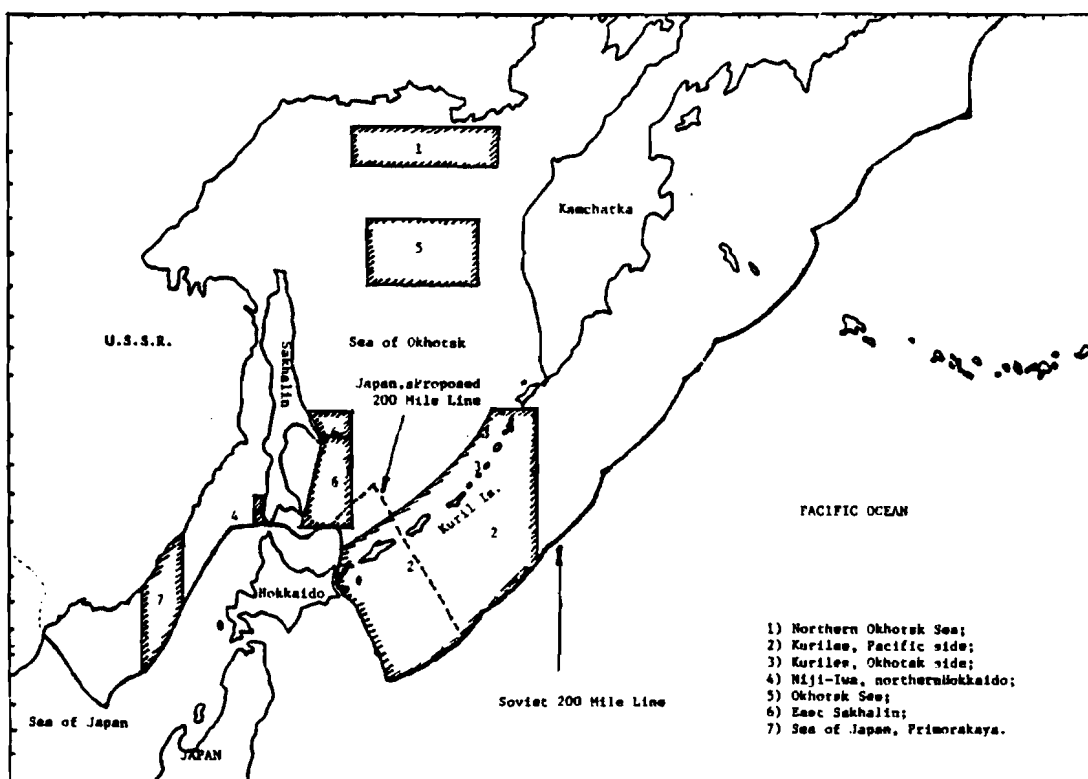 1
Kamchatka
5
U.S.S.R.
Sea of Okhotsk
Sakhalin
Japan,sProposed
200 Mile Line
6
3
Kuril Is.
4
2
PACIFIC OCEAN
2
7
Hokkaido
1) Northern Okhotsk Sea;
2) Kuriles, Pacific side;
3) Kuriles, Okhotsk side;
4) Niji-Iwa, northernHokkaido;
5) Okhotsk Sea;
6) East Sakhalin;
7) Sea of Japan, Primorskaya.
Soviet 200 Mile Line
Sea of Japan
JAPAN